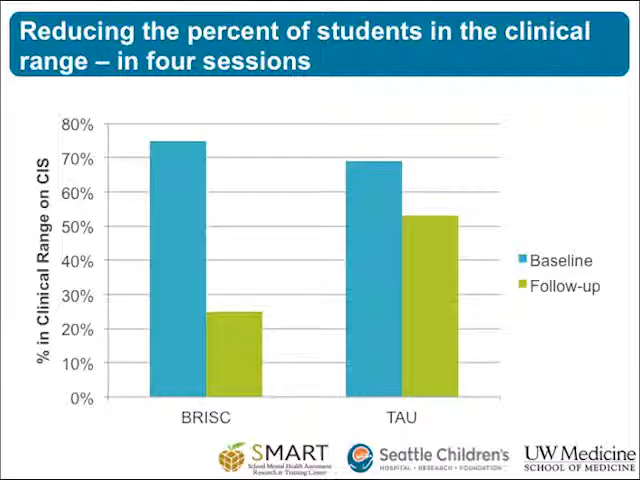 Reducing the percent of students in the clinical
range – in four sessions
% in Clinical Range on CIS
80%
70%
60%
50%
40%
30%
20%
10%
0%
BRISC
TAU
Baseline
Follow-up
SMART
School Mental Health Assessment
Research & Training Center
Seattle Children's
HOSPITAL • RESEARCH • FOUNDATION
UW Medicine
SCHOOL OF MEDICINE